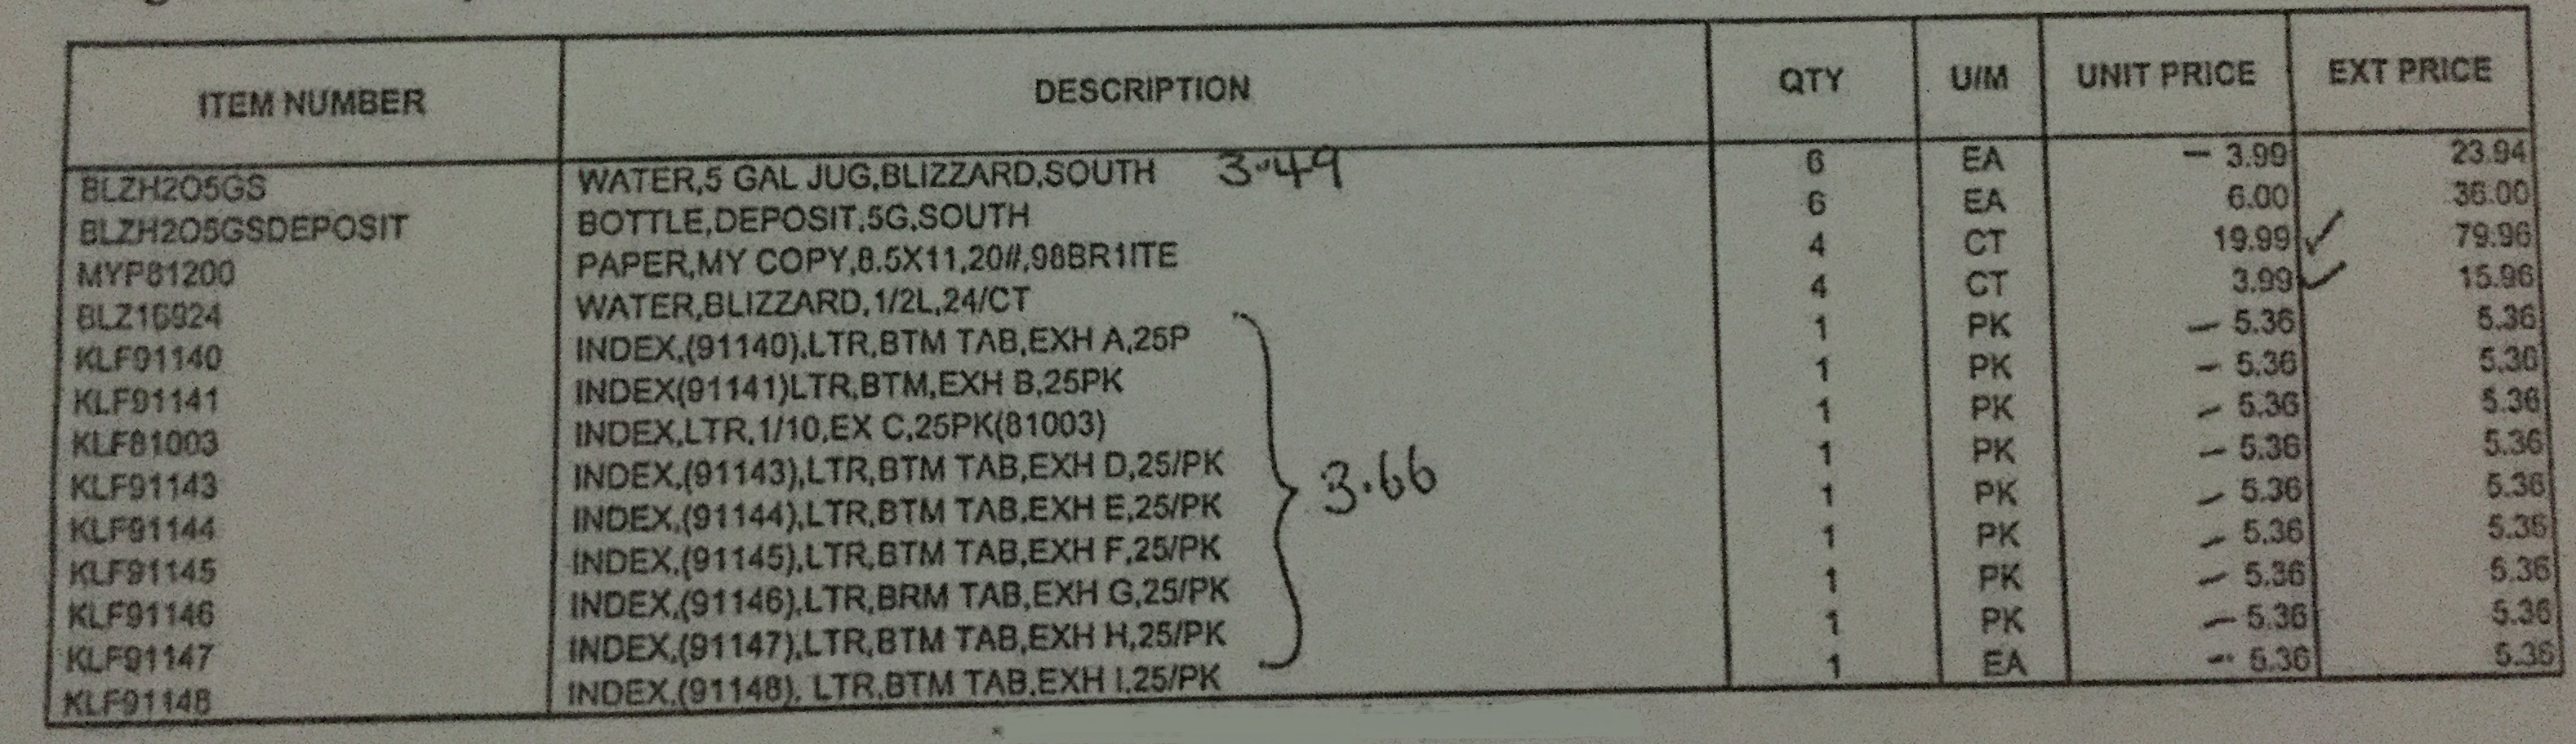 ITEM NUMBER DESCRIPTION QTY U/M UNIT PRICE EXT PRICE
BLZH2O5GS WATER,5 GAL JUG,BLIZZARD,SOUTH 3.49 6 EA - 3.99 23.94
BLZH2O5GSDEPOSIT BOTTLE,DEPOSIT,5G,SOUTH 6 EA 6.00 36.00
MYP81200 PAPER,MY COPY,8.5X11,20#,98BR1ITE 4 CT 19.99 ✓ 79.96
BLZ16924 WATER,BLIZZARD,1/2L,24/CT 4 CT 3.99 ✓ 15.96
KLF91140 INDEX,(91140),LTR,BTM TAB,EXH A,25P 1 PK - 5.36 5.36
KLF91141 INDEX(91141)LTR,BTM,EXH B,25PK 1 PK - 5.36 5.36
KLF81003 INDEX,LTR,1/10,EX C,25PK(81003) 1 PK - 5.36 5.36
KLF91143 INDEX,(91143),LTR,BTM TAB,EXH D,25/PK 1 PK - 5.36 5.36
KLF91144 INDEX,(91144),LTR,BTM TAB,EXH E,25/PK 3.66 1 PK - 5.36 5.36
KLF91145 INDEX,(91145),LTR,BTM TAB,EXH F,25/PK 1 PK - 5.36 5.36
KLF91146 INDEX,(91146),LTR,BRM TAB,EXH G,25/PK 1 PK - 5.36 5.36
KLF91147 INDEX,(91147),LTR,BTM TAB,EXH H,25/PK 1 PK - 5.36 5.36
KLF91148 INDEX,(91148), LTR,BTM TAB,EXH I,25/PK 1 EA - 5.36 5.36